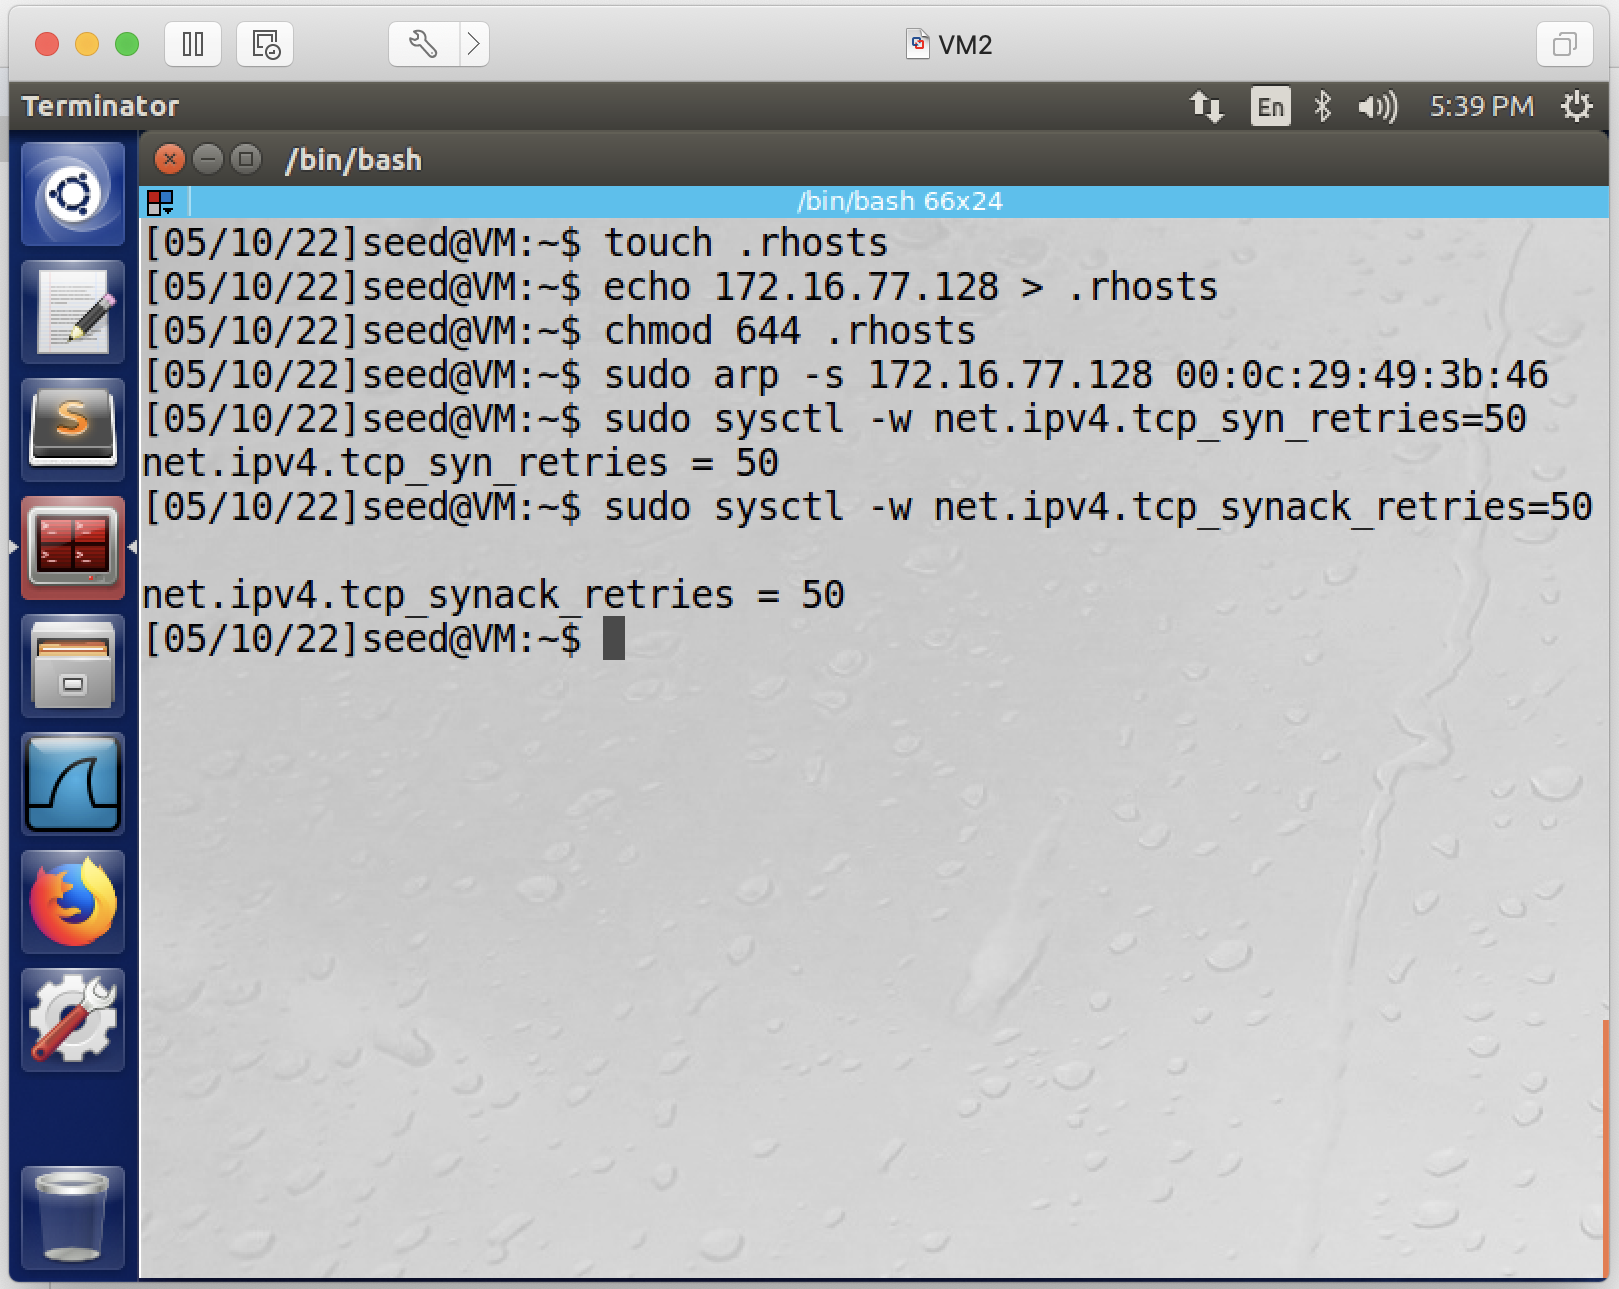 VM2
Terminator
En
5:39 PM
/bin/bash
/bin/bash 66x24
[05/10/22]seed@VM:~$ touch .rhosts
[05/10/22]seed@VM:~$ echo 172.16.77.128 > .rhosts
[05/10/22]seed@VM:~$ chmod 644 .rhosts
[05/10/22]seed@VM:~$ sudo arp -s 172.16.77.128 00:0c:29:49:3b:46
[05/10/22]seed@VM:~$ sudo sysctl -w net.ipv4.tcp_syn_retries=50
net.ipv4.tcp_syn_retries = 50
[05/10/22]seed@VM:~$ sudo sysctl -w net.ipv4.tcp_synack_retries=50
net.ipv4.tcp_synack_retries = 50
[05/10/22]seed@VM:~$